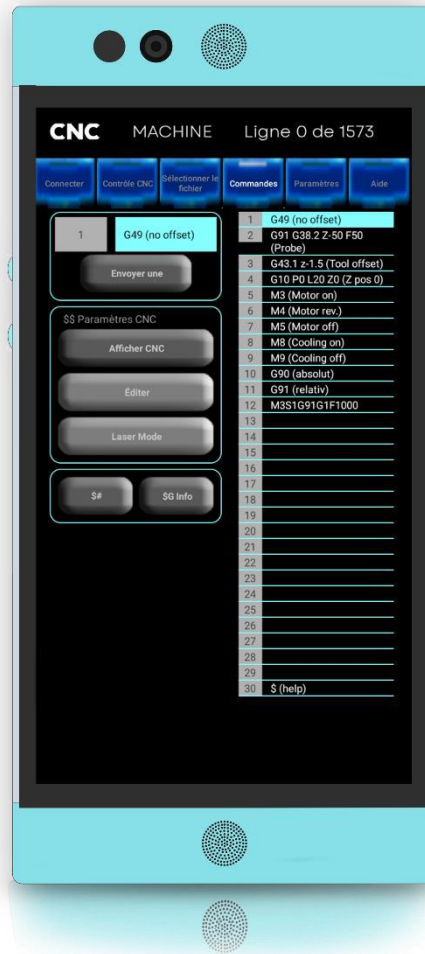 CNC MACHINE Ligne 0 de 1573
Connecter
Contrôle CNC
Sélectionner le
fichier
Commandes
Paramètres
Aide
1 G49 (no offset)
Envoyer une
$$ Paramètres CNC
Afficher CNC
Éditer
Laser Mode
$#
$G Info
1 G49 (no offset)
2 G91 G38.2 Z-50 F50
(Probe)
3 G43.1 z-1.5 (Tool offset)
4 G10 P0 L20 Z0 (Z pos 0)
5 M3 (Motor on)
6 M4 (Motor rev.)
7 M5 (Motor off)
8 M8 (Cooling on)
9 M9 (Cooling off)
10 G90 (absolut)
11 G91 (relativ)
12 M3S1G91G1F1000
13
14
15
16
17
18
19
20
21
22
23
24
25
26
27
28
29
30 $ (help)